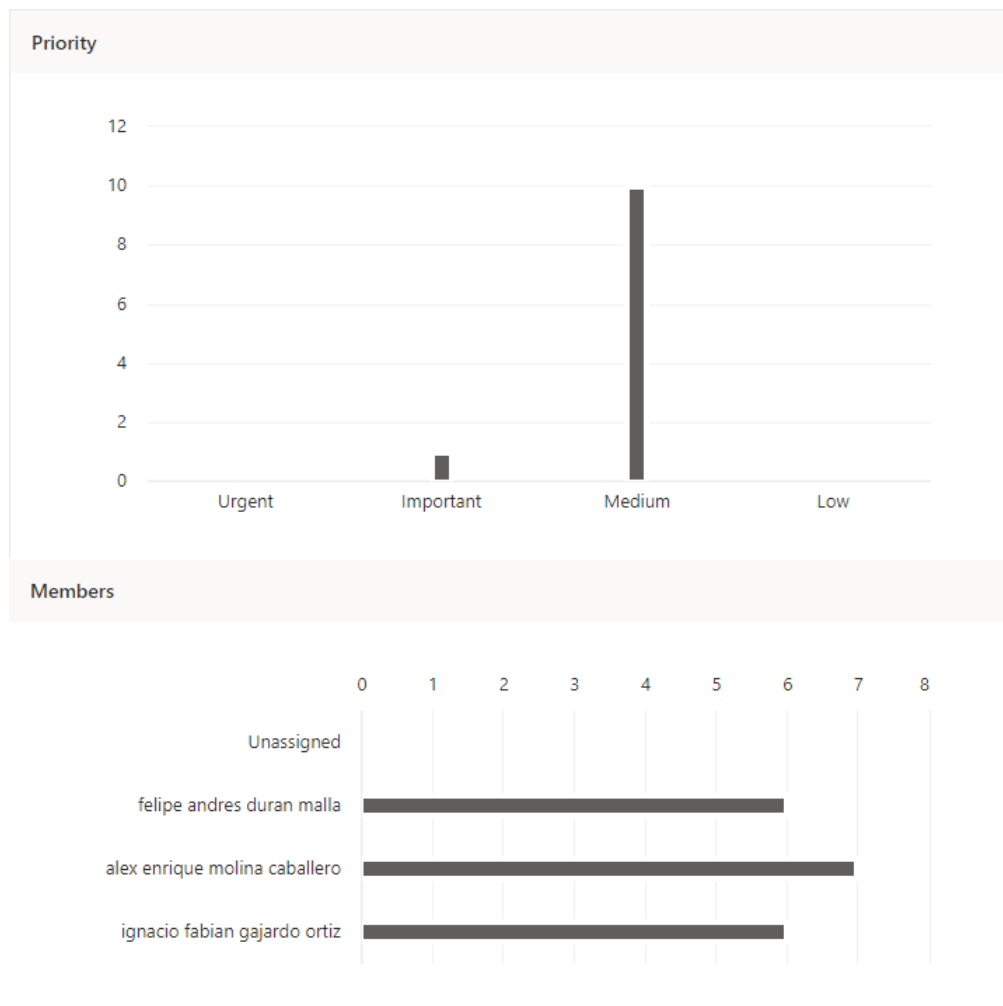 Priority
12
10
8
6
4
2
0
Urgent Important Medium Low
Members
0 1 2 3 4 5 6 7 8
Unassigned
felipe andres duran malla
alex enrique molina caballero
ignacio fabian gajardo ortiz